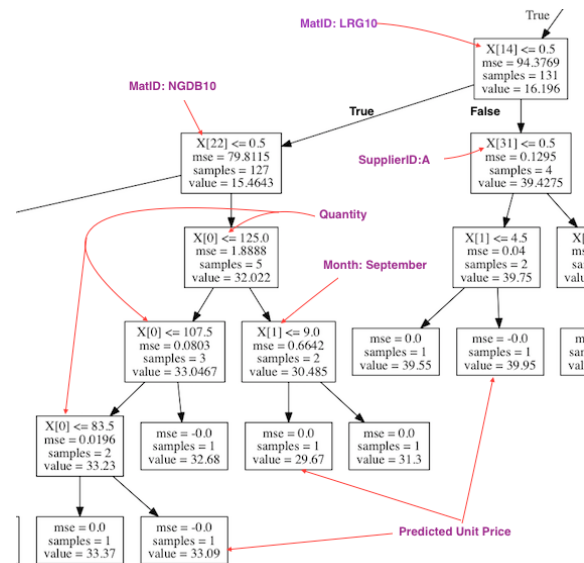 True
MatID: LRG10
X[14] <= 0.5
mse = 94.3769
samples = 131
value = 16.196
MatID: NGDB10
True
False
X[22] <= 0.5
mse = 79.8115
samples = 127
value = 15.4643
SupplierID:A
X[31] <= 0.5
mse = 0.1295
samples = 4
value = 39.4275
Quantity
X[0] <= 125.0
mse = 1.8888
samples = 5
value = 32.022
X[1] <= 4.5
mse = 0.04
samples = 2
value = 39.75
Month: September
X[0] <= 107.5
mse = 0.0803
samples = 3
value = 33.0467
X[1] <= 9.0
mse = 0.6642
samples = 2
value = 30.485
mse = 0.0
samples = 1
value = 39.55
mse = -0.0
samples = 1
value = 39.95
X[0] <= 83.5
mse = 0.0196
samples = 2
value = 33.23
mse = -0.0
samples = 1
value = 32.68
mse = 0.0
samples = 1
value = 29.67
mse = 0.0
samples = 1
value = 31.3
mse = 0.0
samples = 1
value = 33.37
mse = -0.0
samples = 1
value = 33.09
Predicted Unit Price